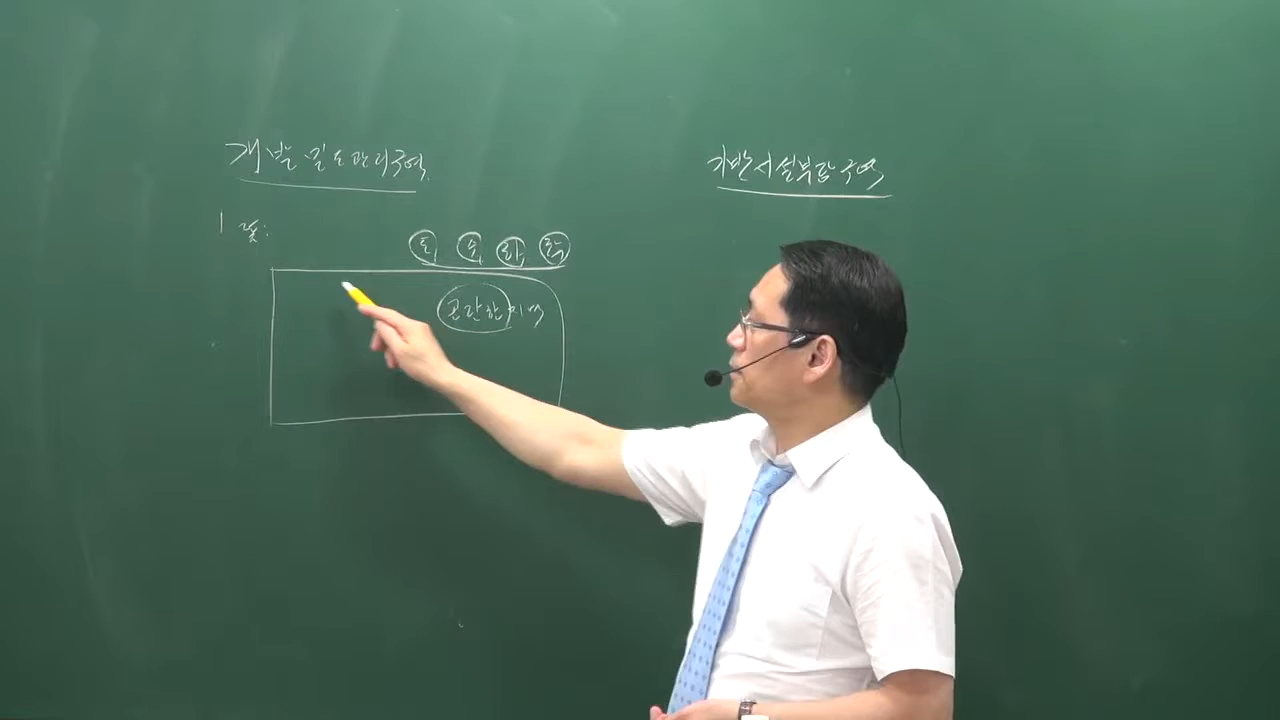 개발밀도관리구역
기반시설부담구역
1 뜻:
도 수 하 학
곤란한 지역